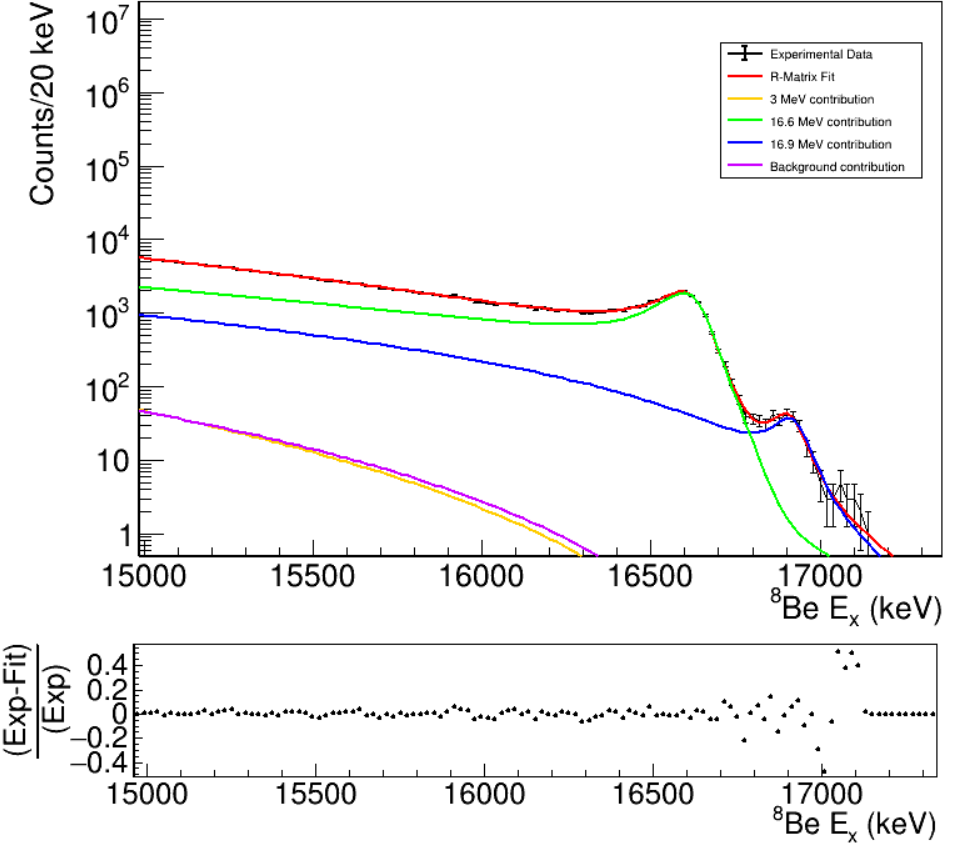 Counts/20 keV
10^7
10^6
10^5
10^4
10^3
10^2
10
1
Experimental Data
R-Matrix Fit
3 MeV contribution
16.6 MeV contribution
16.9 MeV contribution
Background contribution
15000 15500 16000 16500 17000
^8Be E_x (keV)
(Exp-Fit)
(Exp)
0.4
0.2
0
−0.2
−0.4
15000 15500 16000 16500 17000
^8Be E_x (keV)